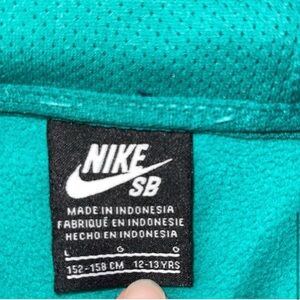 NIKE
SB
MADE IN INDONESIA
FABRIQUÉ EN INDONESIE
HECHO EN INDONESIA
L G G
152-158 CM 12-13 YRS